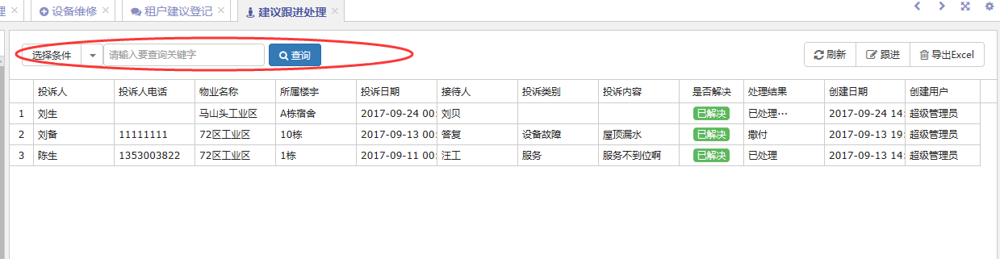 理 × 设备维修 × 租户建议登记 × 建议跟进处理 ×
选择条件 请输入要查询关键字 查询 刷新 跟进 导出Excel
投诉人 投诉人电话 物业名称 所属楼宇 投诉日期 接待人 投诉类别 投诉内容 是否解决 处理结果 创建日期 创建用户
1 刘生 马山头工业区 A栋宿舍 2017-09-24 00: 刘贝 已解决 已处理… 2017-09-24 14: 超级管理员
2 刘备 11111111 72区工业区 10栋 2017-09-13 00: 答复 设备故障 屋顶漏水 已解决 撒付 2017-09-13 19: 超级管理员
3 陈生 1353003822 72区工业区 1栋 2017-09-11 00: 汪工 服务 服务不到位啊 已解决 已处理 2017-09-13 14: 超级管理员